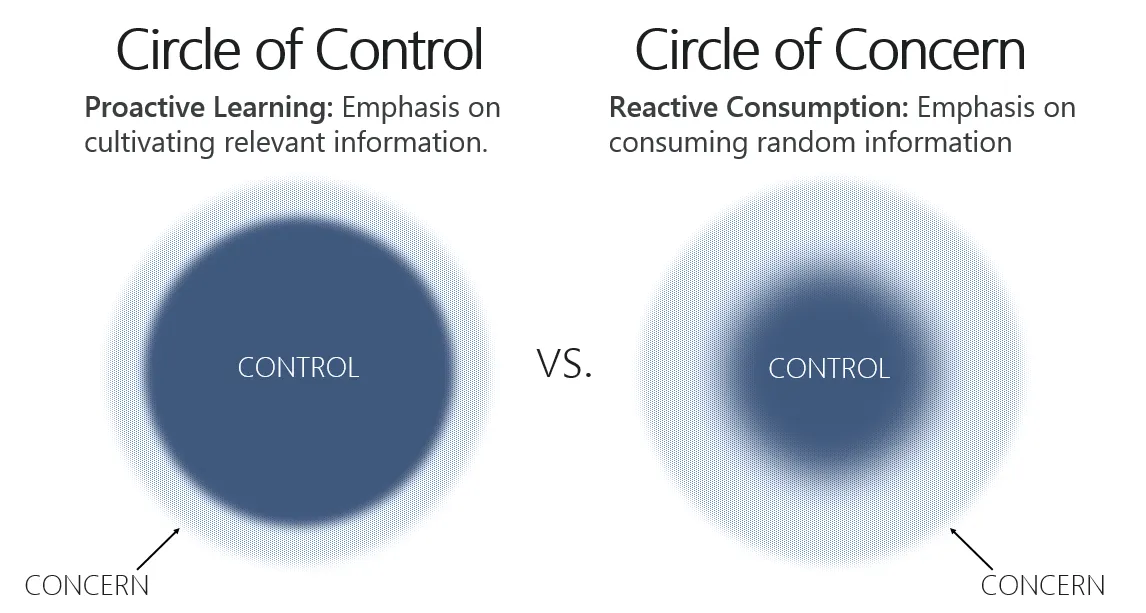 Circle of Control
Proactive Learning: Emphasis on
cultivating relevant information.
CONTROL
CONCERN
VS.
Circle of Concern
Reactive Consumption: Emphasis on
consuming random information
CONTROL
CONCERN